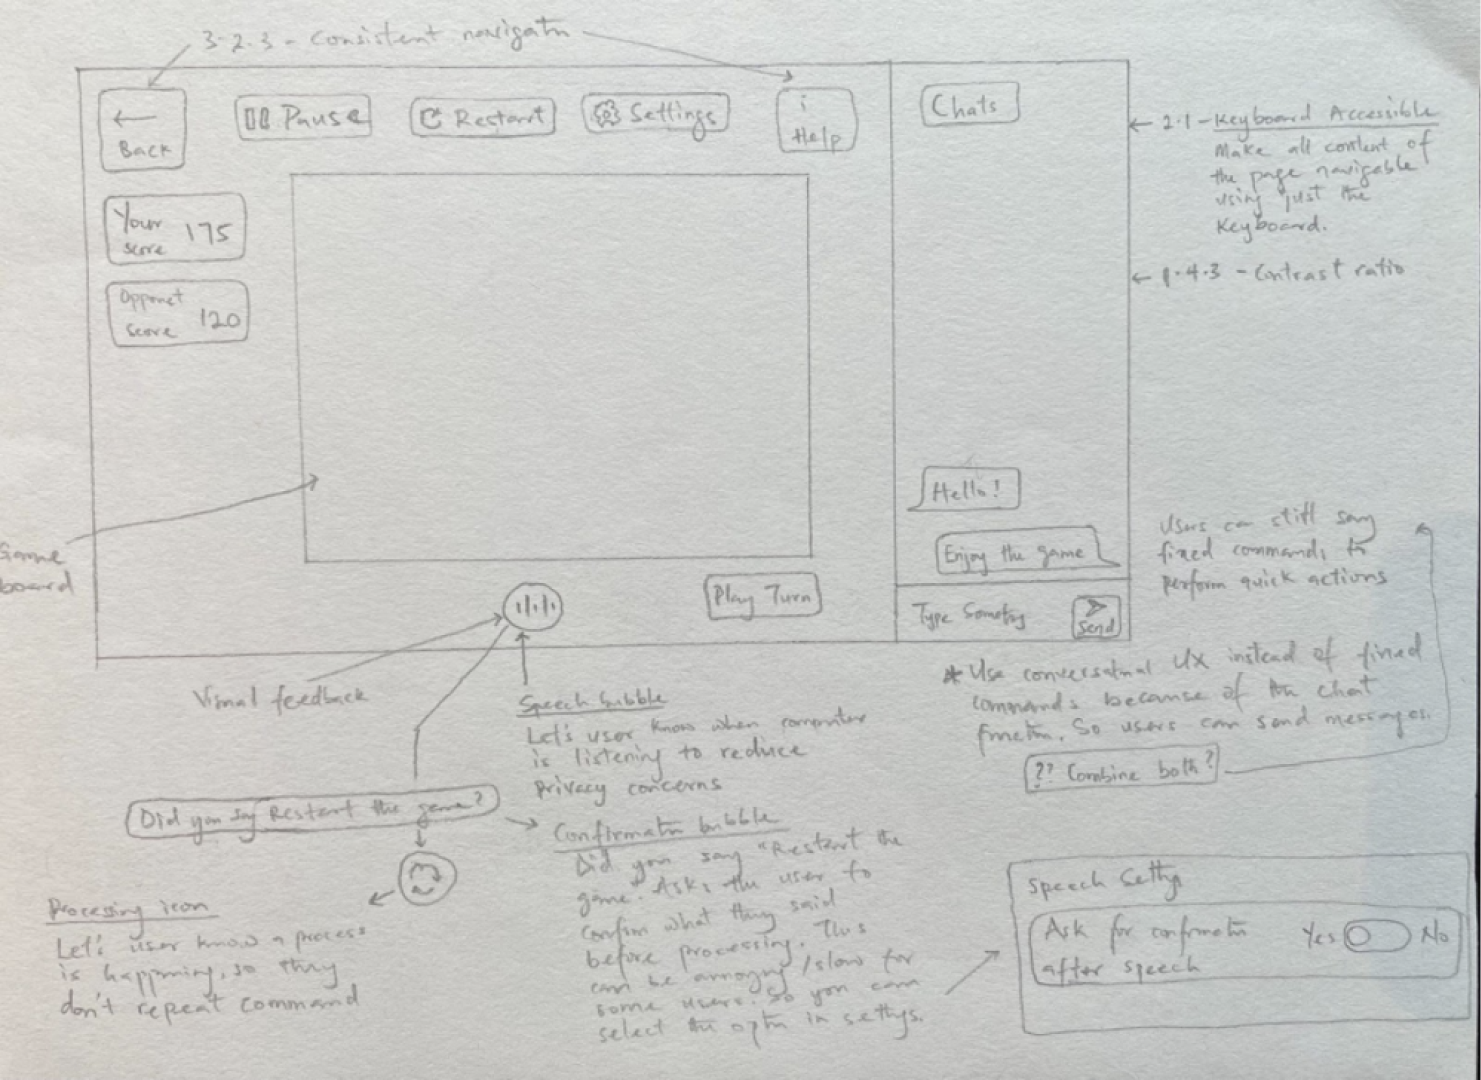 3.2.3 - Consistent navigatn
← Back
Pause
Restart
Settings
i
Help
Chats
Your score 175
Opponet score 120
← 2.1 - Keyboard Accessible
Make all content of
the page navigable
using just the
Keyboard.
← 1.4.3 - Contrast ratio
Game
board
Hello!
Enjoy the game
Play Turn
Type Somethg
Send
Users can still say
fixed commands to
perform quick actions
Visual feedback
Speech bubble
Let's user know when computer
is listening to reduce
privacy concerns
* Use conversatnal UX instead of fixed
commands because of the chat
functn. So users can send messages.
?? Combine both?
Did you say Restart the game?
Confirmatn bubble
Did you say "Restart the
game" Asks the user to
confirm what they said
before processing. This
can be annoying/slow for
some users. So you can
select the optn in settgs.
Processing icon
Let's user know a process
is happning, so they
don't repeat command
Speech Settgs
Ask for confirmatn
after speech
Yes No